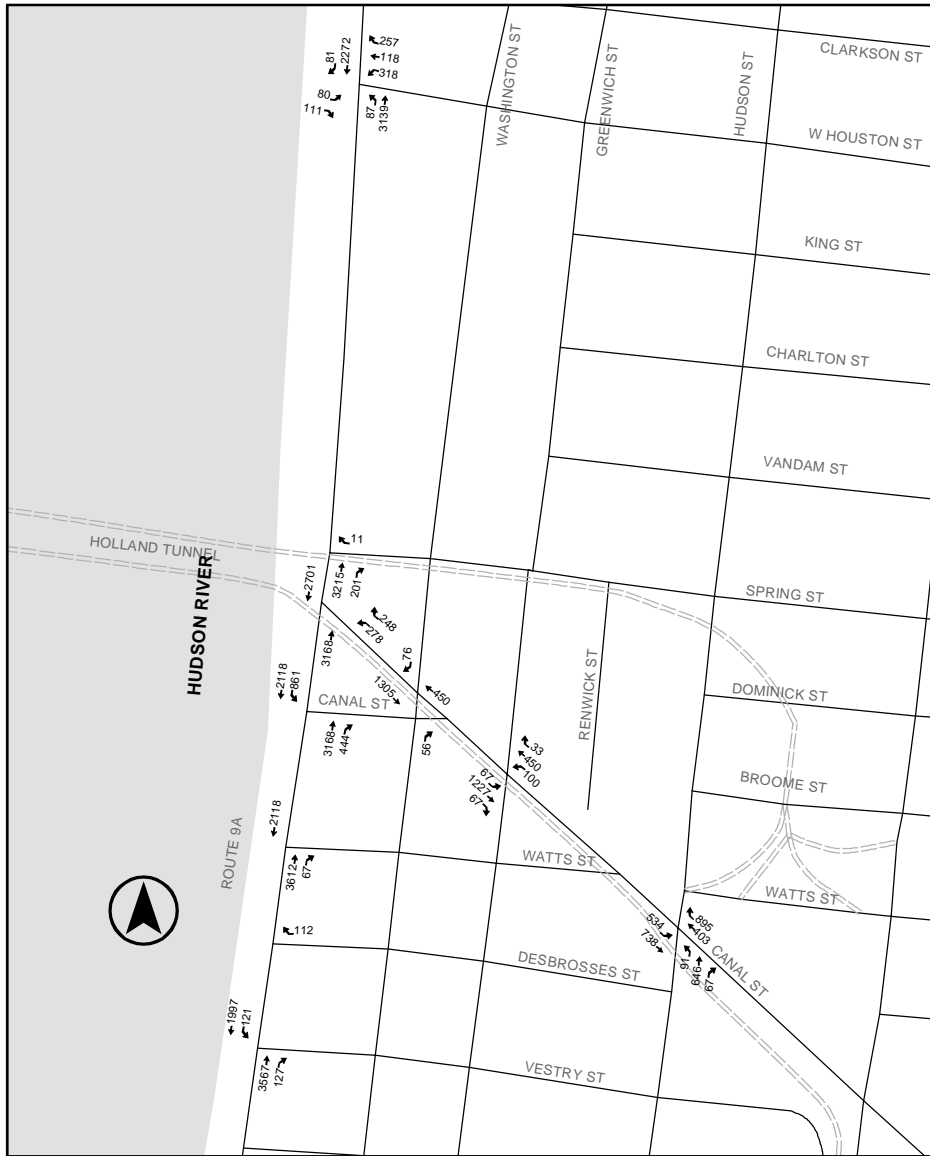 257
118
318
81
2272
80
111
87
3139
WASHINGTON ST
GREENWICH ST
HUDSON ST
CLARKSON ST
W HOUSTON ST
KING ST
CHARLTON ST
VANDAM ST
HOLLAND TUNNEL
HUDSON RIVER
11
2701
3215
201
SPRING ST
248
278
3168
76
1305
450
2118
861
CANAL ST
RENWICK ST
DOMINICK ST
3168
444
56
33
450
100
67
1227
67
BROOME ST
2118
ROUTE 9A
3612
67
WATTS ST
WATTS ST
112
534
738
895
403
91
646
67
CANAL ST
DESBROSSES ST
1997
121
3567
127
VESTRY ST